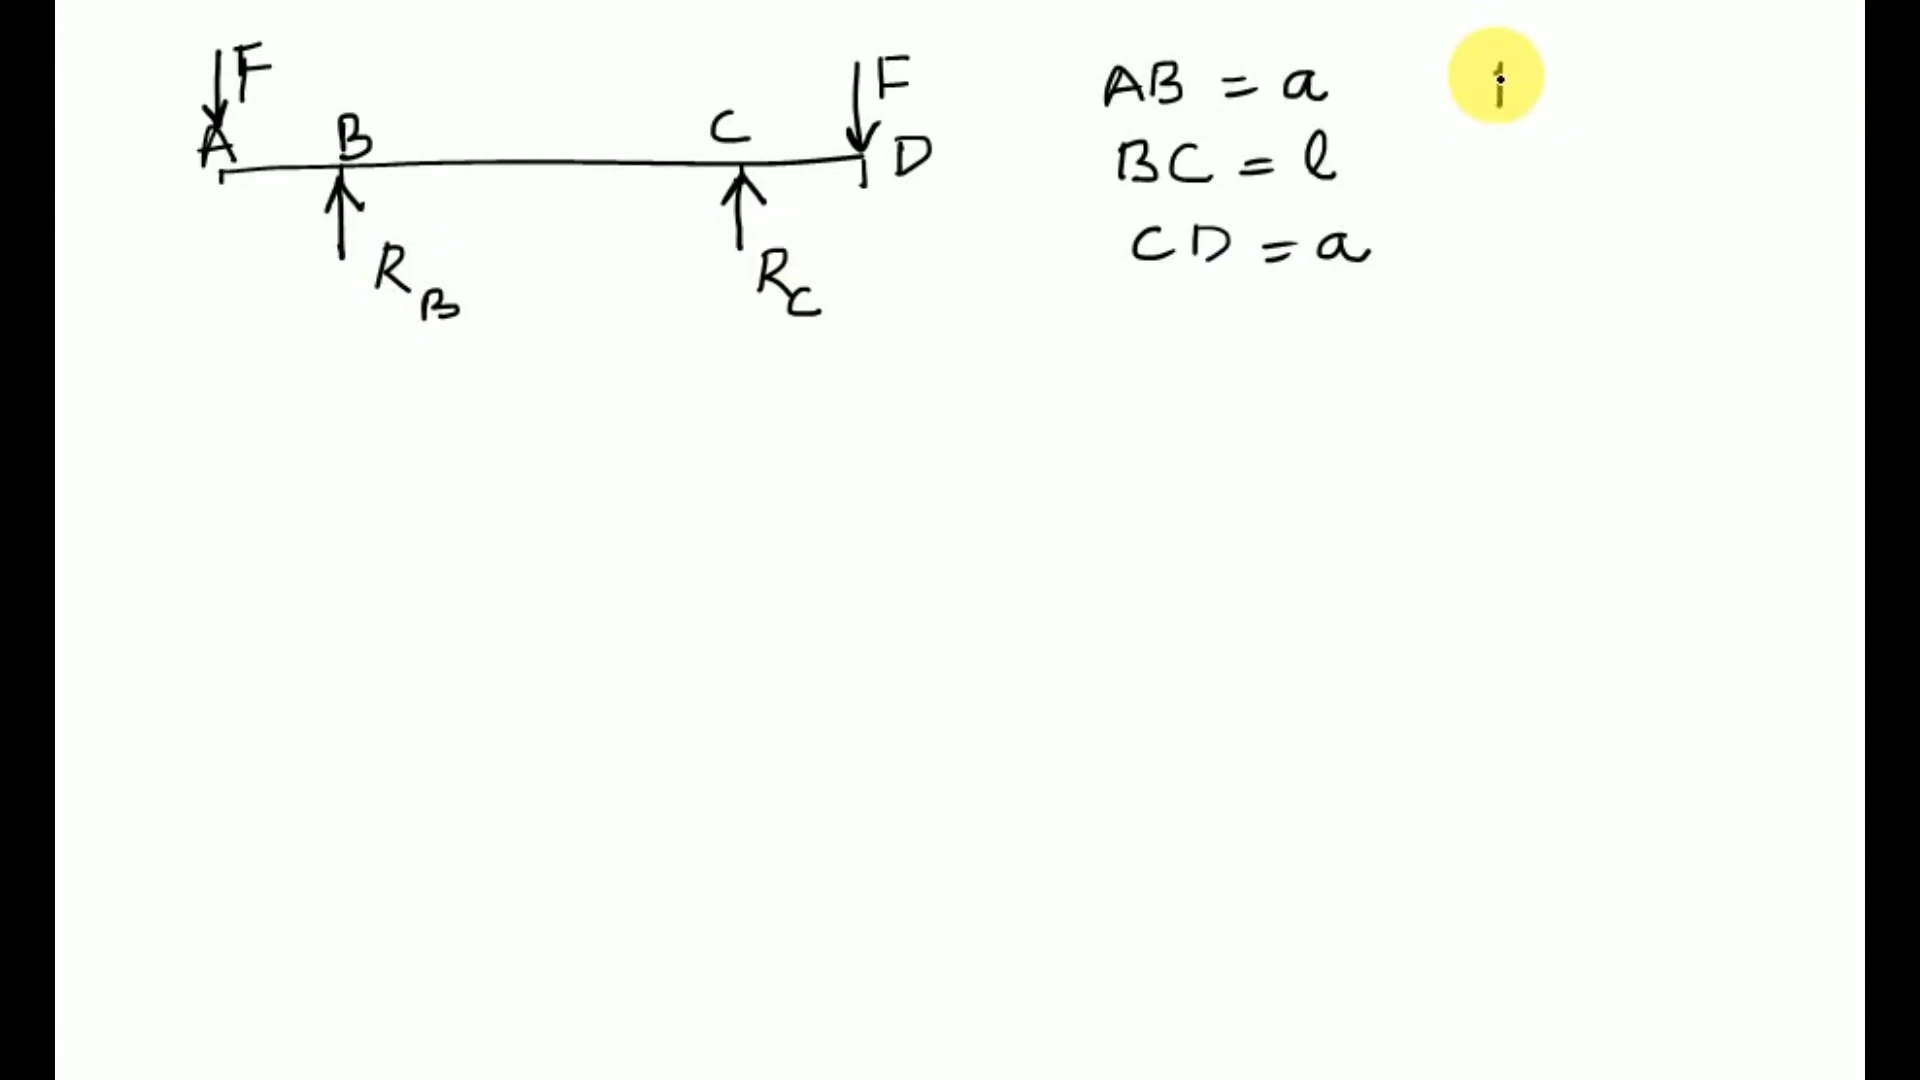 F
F
A
B
C
D
R_B
R_C
AB = a
BC = l
CD = a